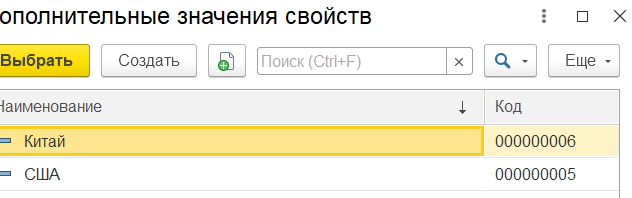 ополнительные значения свойств
Выбрать Создать Поиск (Ctrl+F) Еще
Наименование Код
Китай 000000006
США 000000005